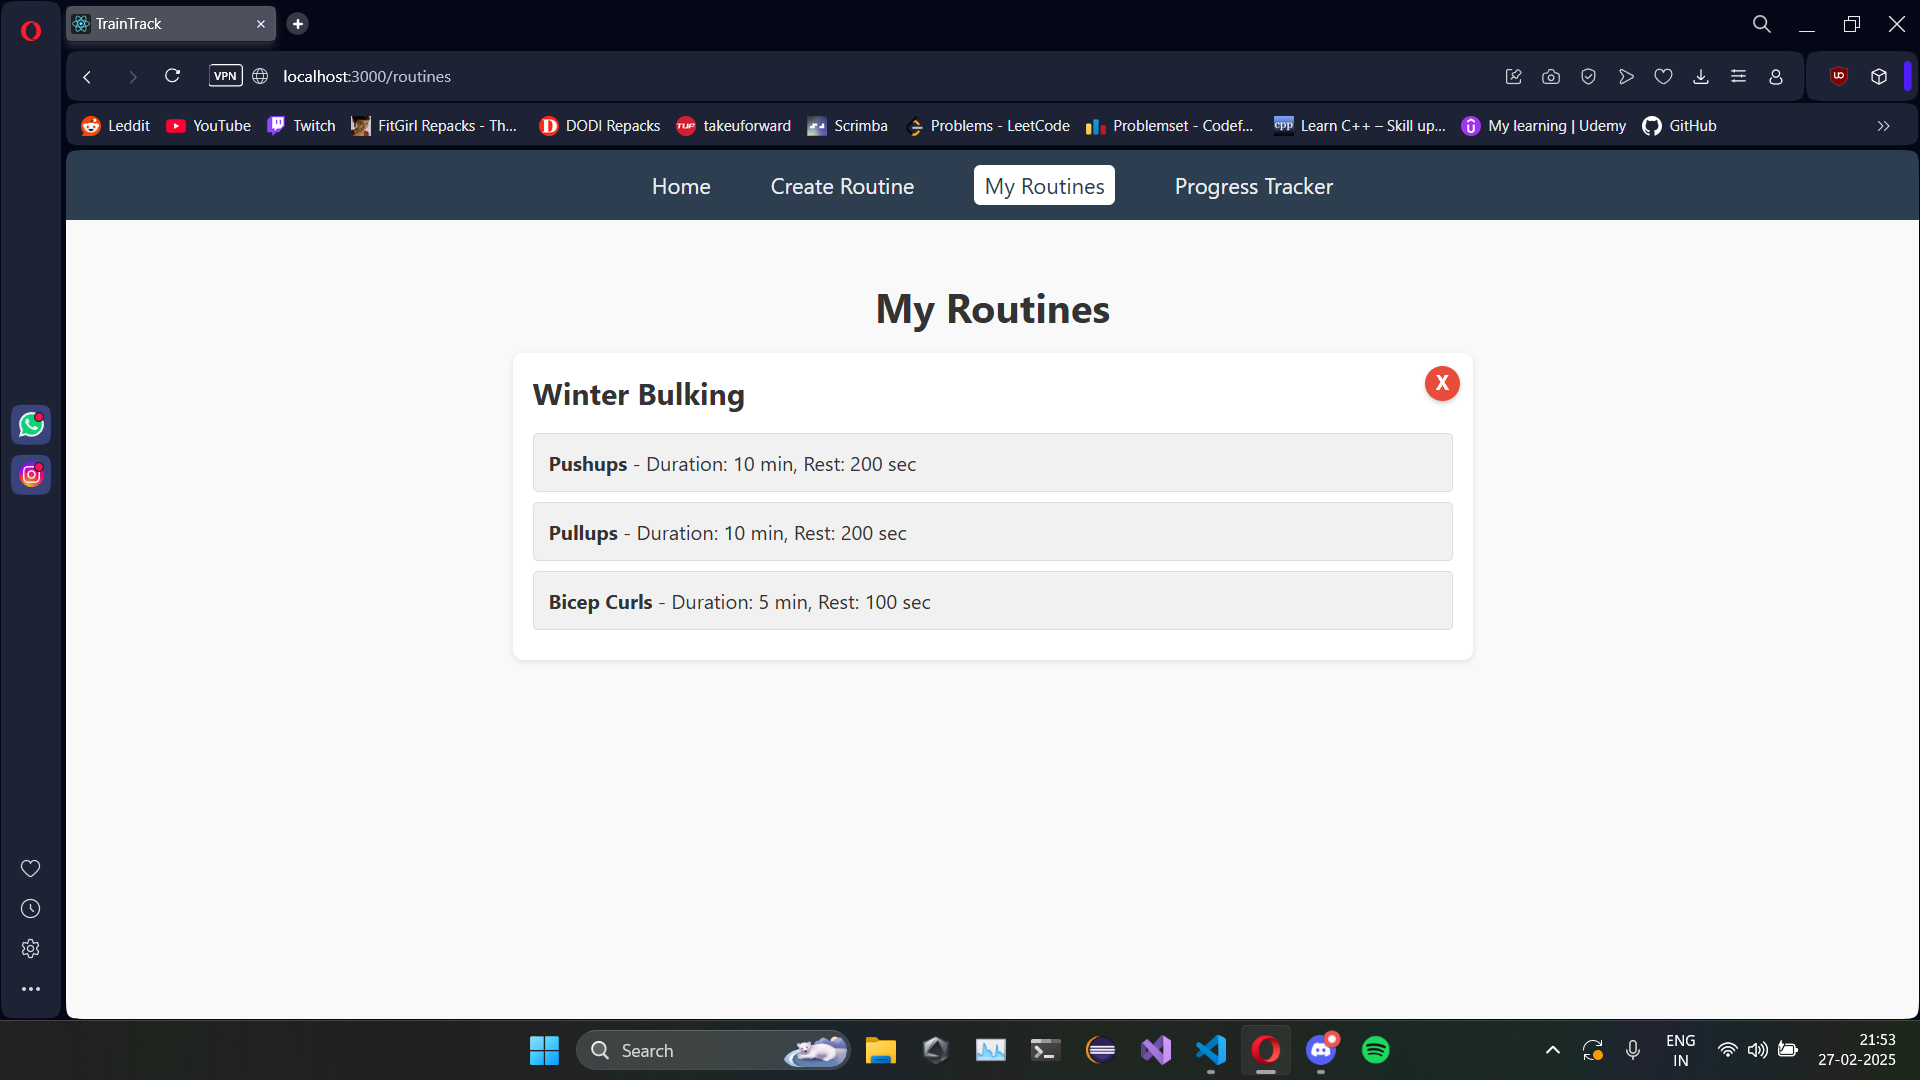 TrainTrack
VPN
localhost:3000/routines
Leddit
YouTube
Twitch
FitGirl Repacks - Th...
DODI Repacks
takeuforward
Scrimba
Problems - LeetCode
Problemset - Codef...
Learn C++ – Skill up...
My learning | Udemy
GitHub
Home
Create Routine
My Routines
Progress Tracker
My Routines
Winter Bulking
X
Pushups - Duration: 10 min, Rest: 200 sec
Pullups - Duration: 10 min, Rest: 200 sec
Bicep Curls - Duration: 5 min, Rest: 100 sec
Search
ENG
IN
21:53
27-02-2025